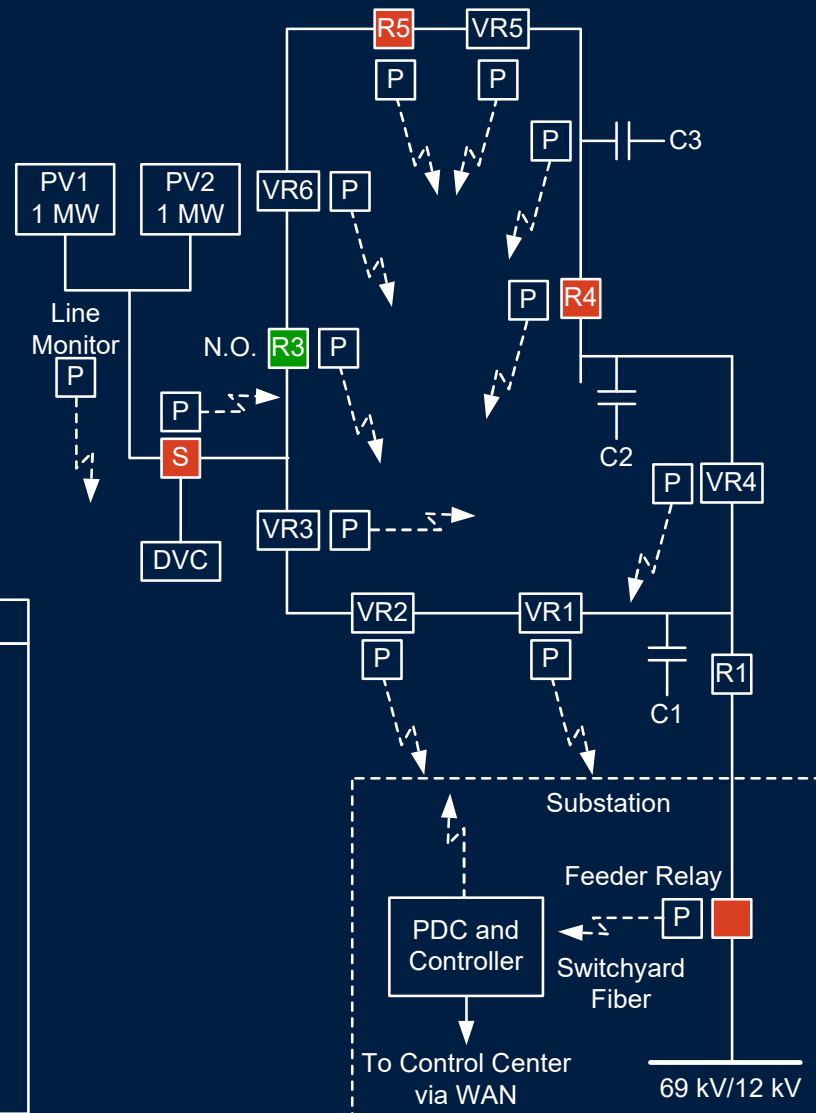 R5
VR5
P
P
P
C3
PV1
1 MW
PV2
1 MW
VR6
P
P
R4
Line
Monitor
N.O.
R3
P
P
P
S
C2
P
VR4
VR3
P
DVC
VR2
VR1
P
P
R1
C1
Substation
Feeder Relay
P
PDC and
Controller
Switchyard
Fiber
To Control Center
via WAN
69 kV/12 kV